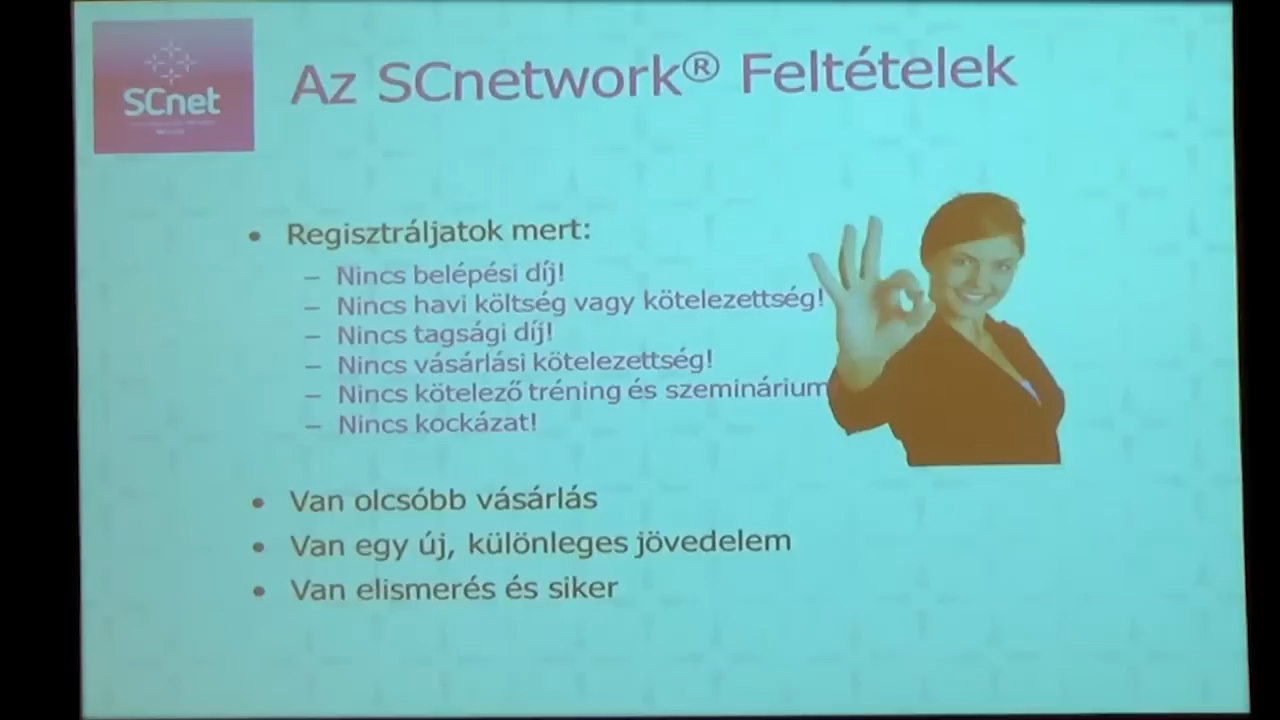 SCnet
Az SCnetwork® Feltételek
• Regisztráljatok mert:
– Nincs belépési díj!
– Nincs havi költség vagy kötelezettség!
– Nincs tagsági díj!
– Nincs vásárlási kötelezettség!
– Nincs kötelező tréning és szeminárium
– Nincs kockázat!
• Van olcsóbb vásárlás
• Van egy új, különleges jövedelem
• Van elismerés és siker